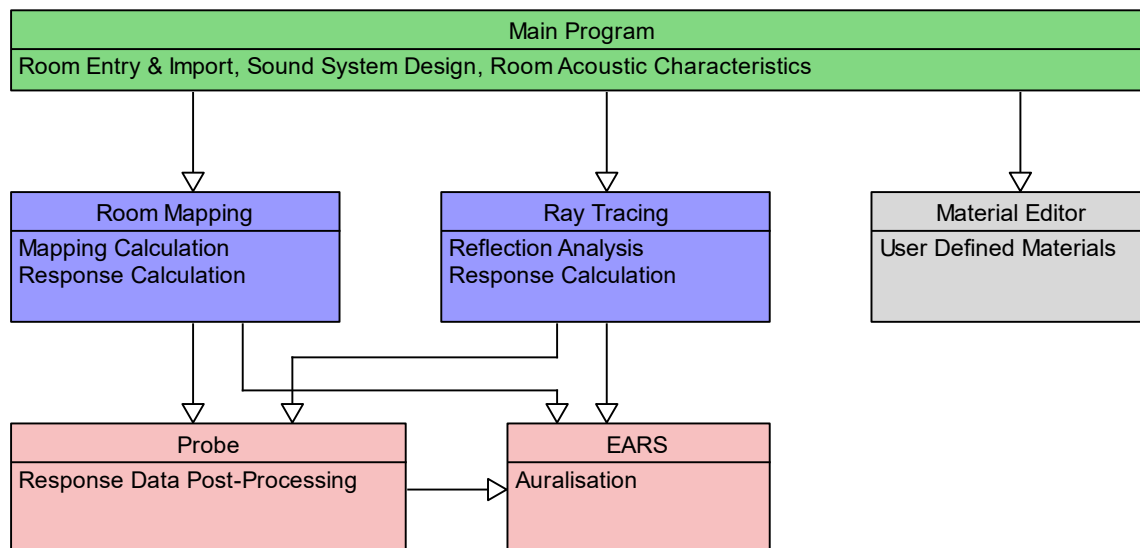 Main Program
Room Entry & Import, Sound System Design, Room Acoustic Characteristics
Room Mapping
Mapping Calculation
Response Calculation
Ray Tracing
Reflection Analysis
Response Calculation
Material Editor
User Defined Materials
Probe
Response Data Post-Processing
EARS
Auralisation